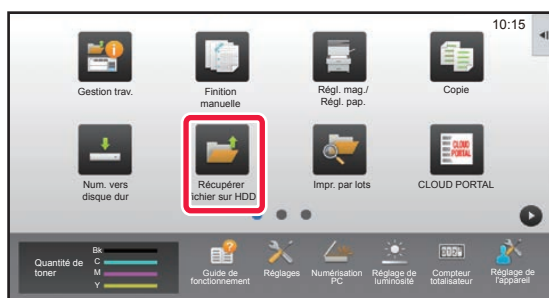 10:15
Gestion trav.
Finition
manuelle
Régl. mag./
Régl. pap.
Copie
CLOUD
PORTAL
Num. vers
disque dur
Récupérer
fichier sur HDD
Impr. par lots
CLOUD PORTAL
Quantité de
toner
Bk
C
M
Y
Guide de
fonctionnement
Réglages
Numérisation
PC
Réglage de
luminosité
Compteur
totalisateur
Réglage de
l'appareil